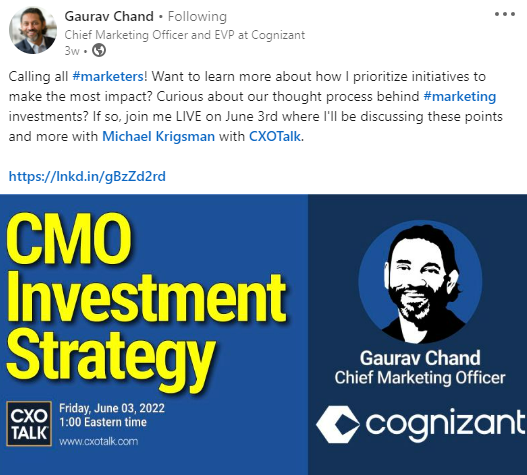 Gaurav Chand • Following
Chief Marketing Officer and EVP at Cognizant
3w •
Calling all #marketers! Want to learn more about how I prioritize initiatives to
make the most impact? Curious about our thought process behind #marketing
investments? If so, join me LIVE on June 3rd where I'll be discussing these points
and more with Michael Krigsman with CXOTalk.
https://lnkd.in/gBzZd2rd
CMO
Investment
Strategy
CXO
TALK
Friday, June 03, 2022
1:00 Eastern time
www.cxotalk.com
Gaurav Chand
Chief Marketing Officer
cognizant